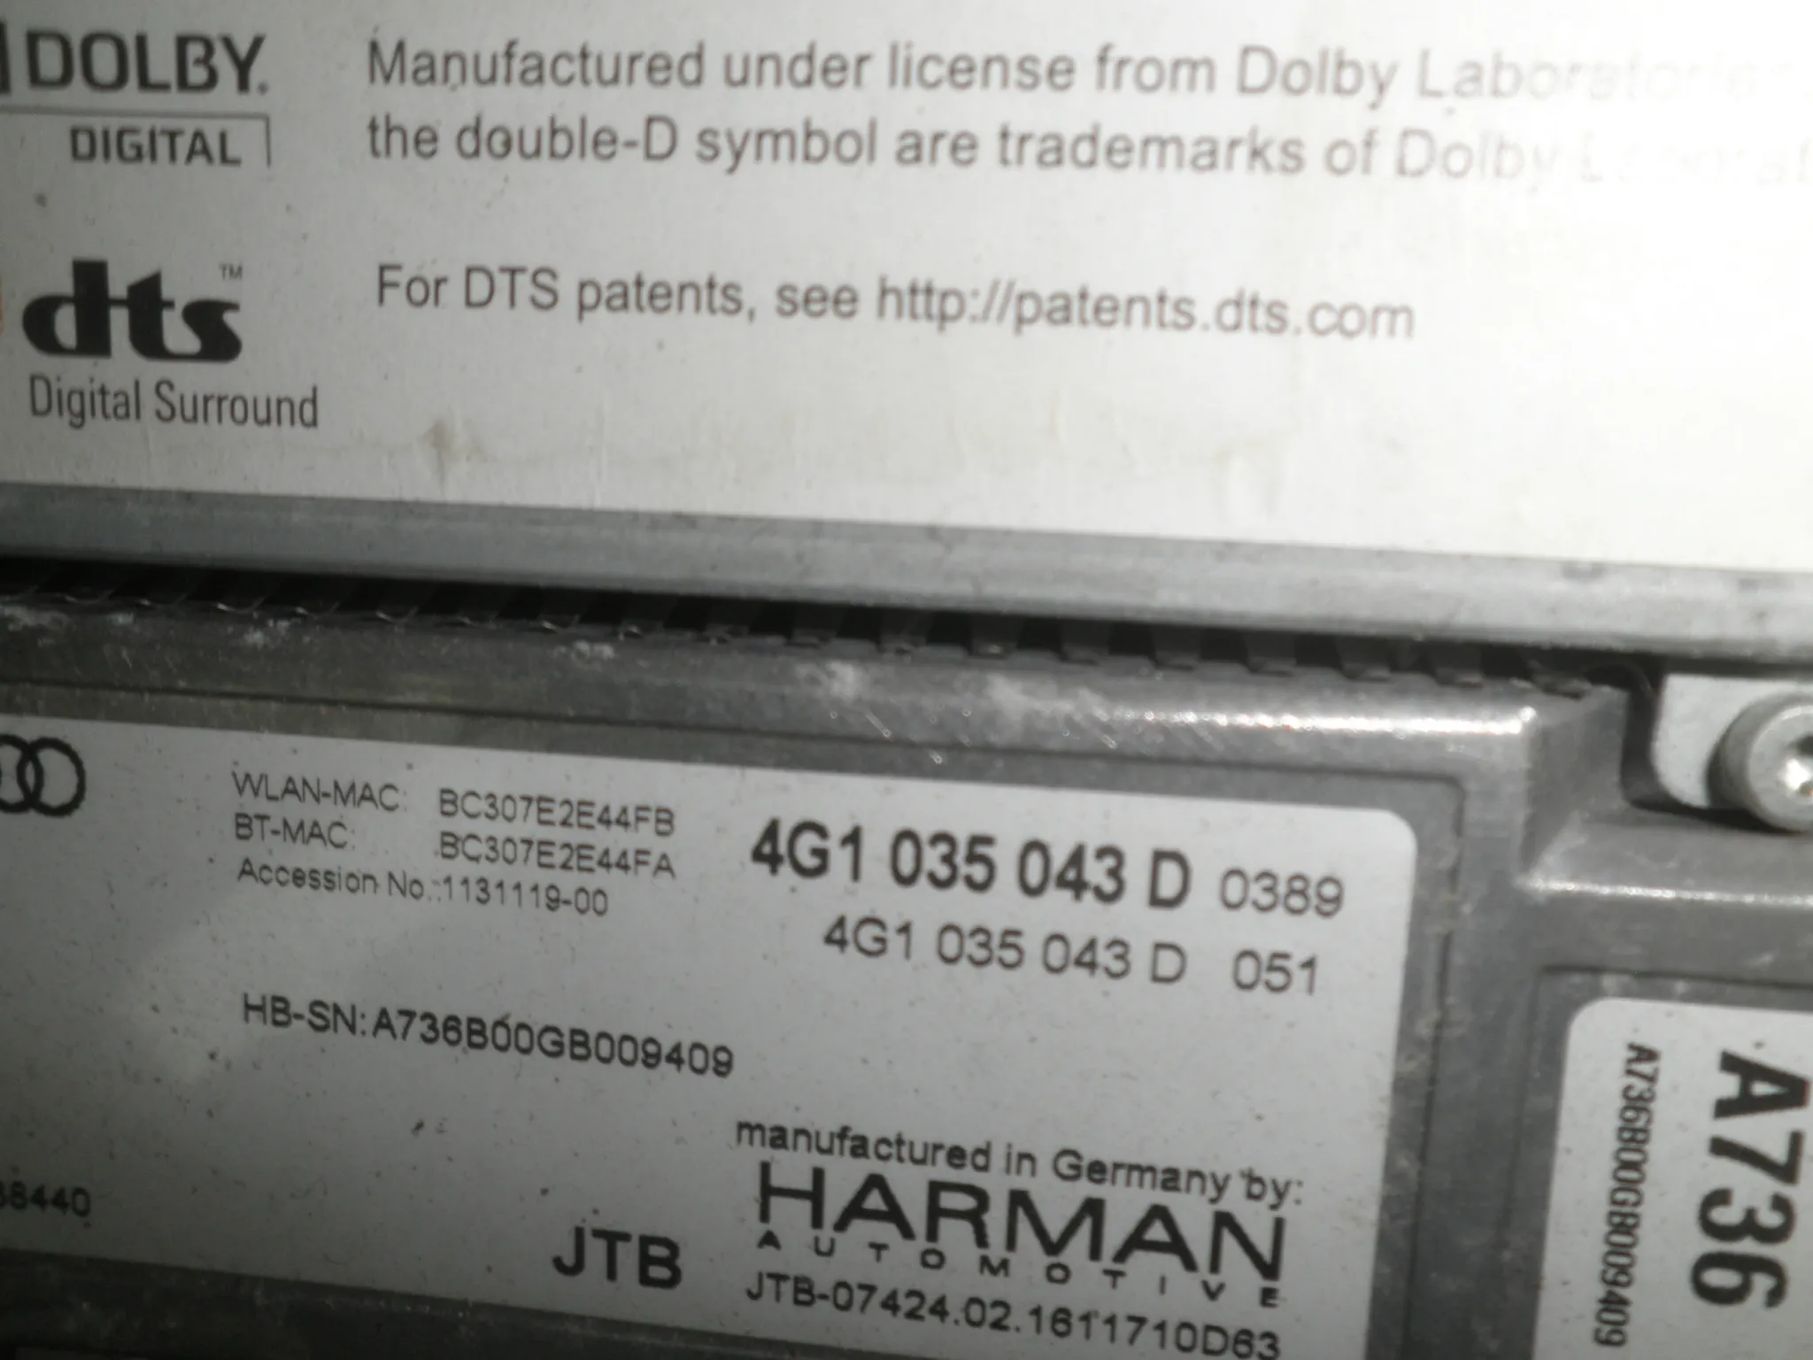 DOLBY.
DIGITAL
Manufactured under license from Dolby Laboratories
the double-D symbol are trademarks of Dolby
dts™
Digital Surround
For DTS patents, see http://patents.dts.com
WLAN-MAC: BC307E2E44FB
BT-MAC: BC307E2E44FA
Accession No.:1131119-00
4G1 035 043 D 0389
4G1 035 043 D 051
HB-SN:A736B00GB009409
manufactured in Germany by:
HARMAN
AUTOMOTIVE
JTB
JTB-07424.02.1611710D63
8440
A736
A736B00GB009409